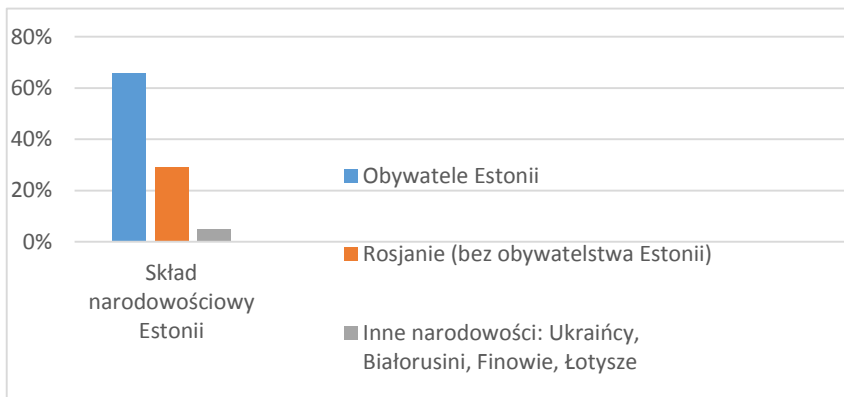 80%
60%
40%
20%
0%
Skład
narodowościowy
Estonii
Obywatele Estonii
Rosjanie (bez obywatelstwa Estonii)
Inne narodowości: Ukraińcy,
Białorusini, Finowie, Łotysze